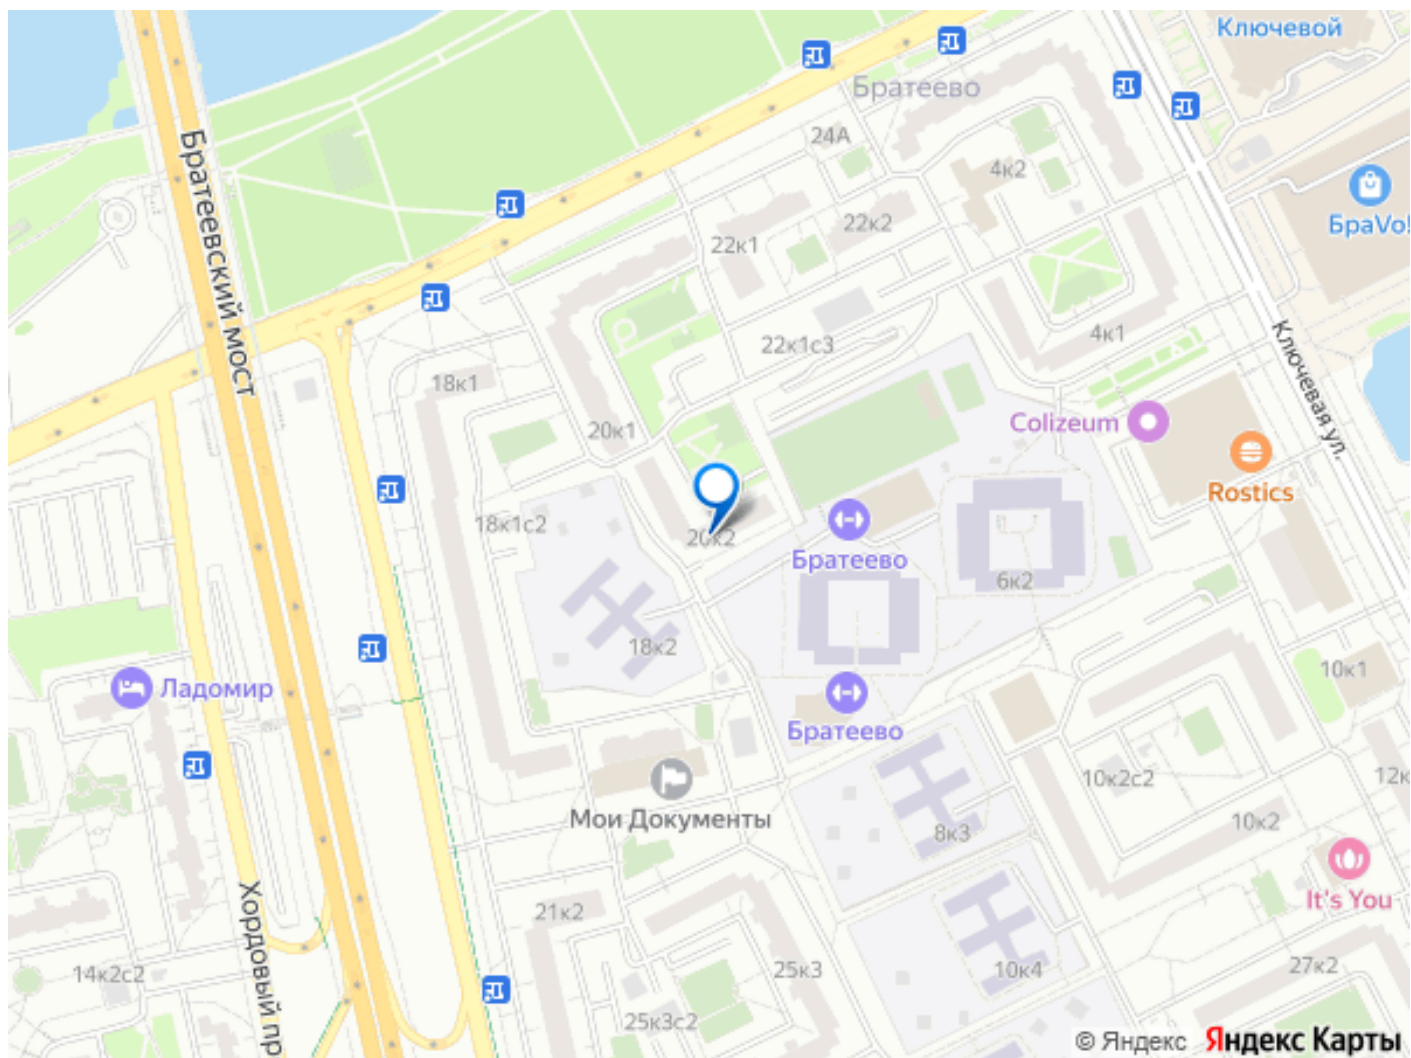 Ключевой
Братеево
24А
4к2
Братеевский мост
БраVo!
22к2
22к1
4к1
22к1с3
Ключевая ул.
18к1
20к1
Colizeum
Rostics
18к1с2
20к2
Братеево
6к2
18к2
10к1
Ладомир
Братеево
10к2с2
12к
Мои Документы
8к3
10к2
It's You
21к2
Хордовый пр
14к2с2
25к3
10к4
27к2
25к3с2
© Яндекс Яндекс Карты